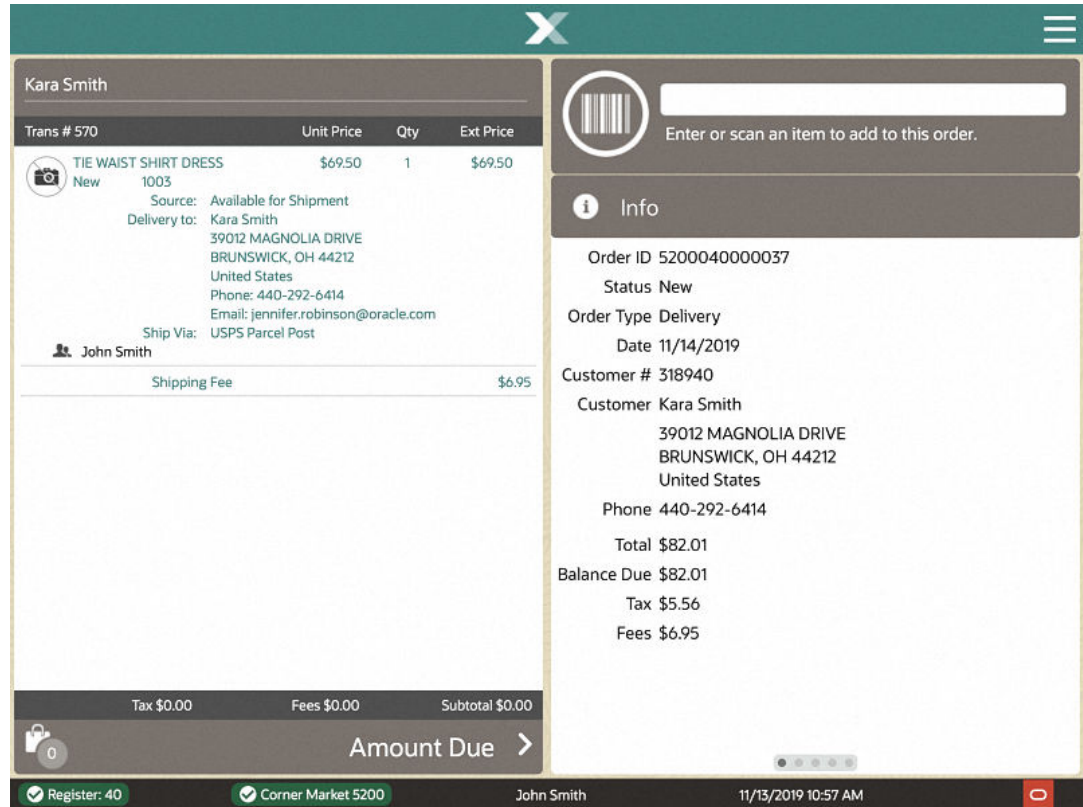 Kara Smith
Trans # 570 Unit Price Qty Ext Price
TIE WAIST SHIRT DRESS $69.50 1 $69.50
New 1003
Source: Available for Shipment
Delivery to: Kara Smith
39012 MAGNOLIA DRIVE
BRUNSWICK, OH 44212
United States
Phone: 440-292-6414
Email: jennifer.robinson@oracle.com
Ship Via: USPS Parcel Post
John Smith
Shipping Fee $6.95
Tax $0.00 Fees $0.00 Subtotal $0.00
0 Amount Due
Enter or scan an item to add to this order.
Info
Order ID 5200040000037
Status New
Order Type Delivery
Date 11/14/2019
Customer # 318940
Customer Kara Smith
39012 MAGNOLIA DRIVE
BRUNSWICK, OH 44212
United States
Phone 440-292-6414
Total $82.01
Balance Due $82.01
Tax $5.56
Fees $6.95
Register: 40 Corner Market 5200 John Smith 11/13/2019 10:57 AM